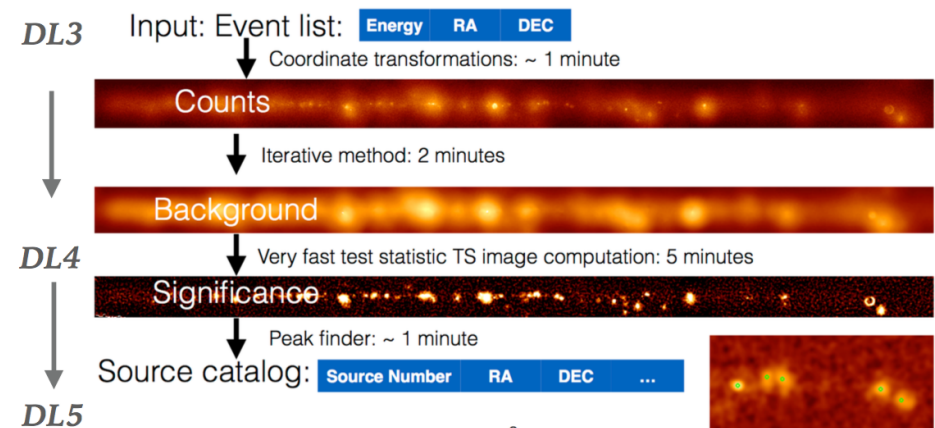 DL3
Input: Event list: Energy RA DEC
Coordinate transformations: ~ 1 minute
Counts
Iterative method: 2 minutes
Background
DL4
Very fast test statistic TS image computation: 5 minutes
Significance
Peak finder: ~ 1 minute
Source catalog: Source Number RA DEC ...
DL5